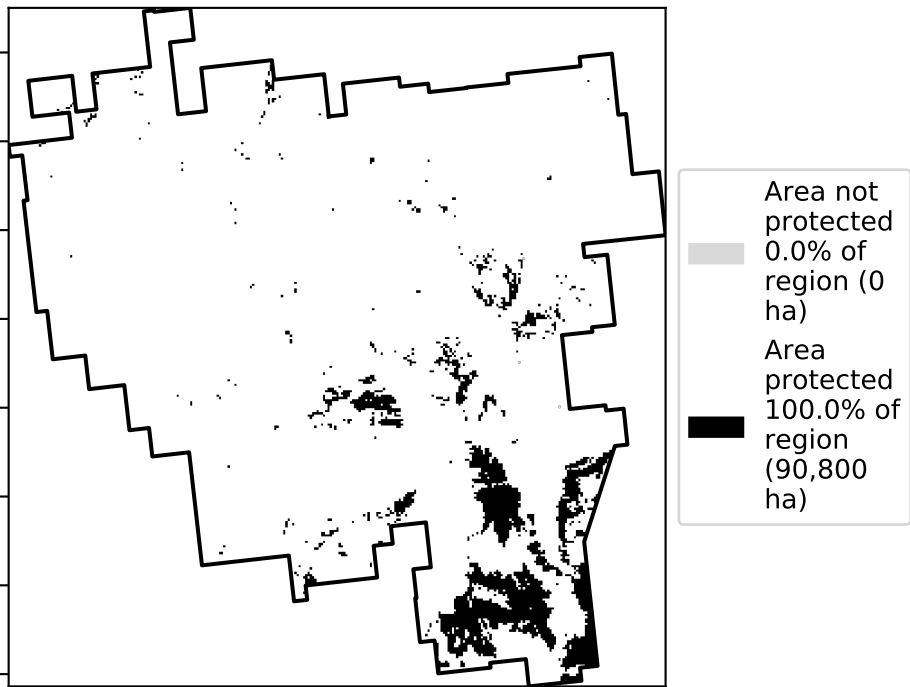 Area not
protected
0.0% of
region (0
ha)
Area
protected
100.0% of
region
(90,800
ha)